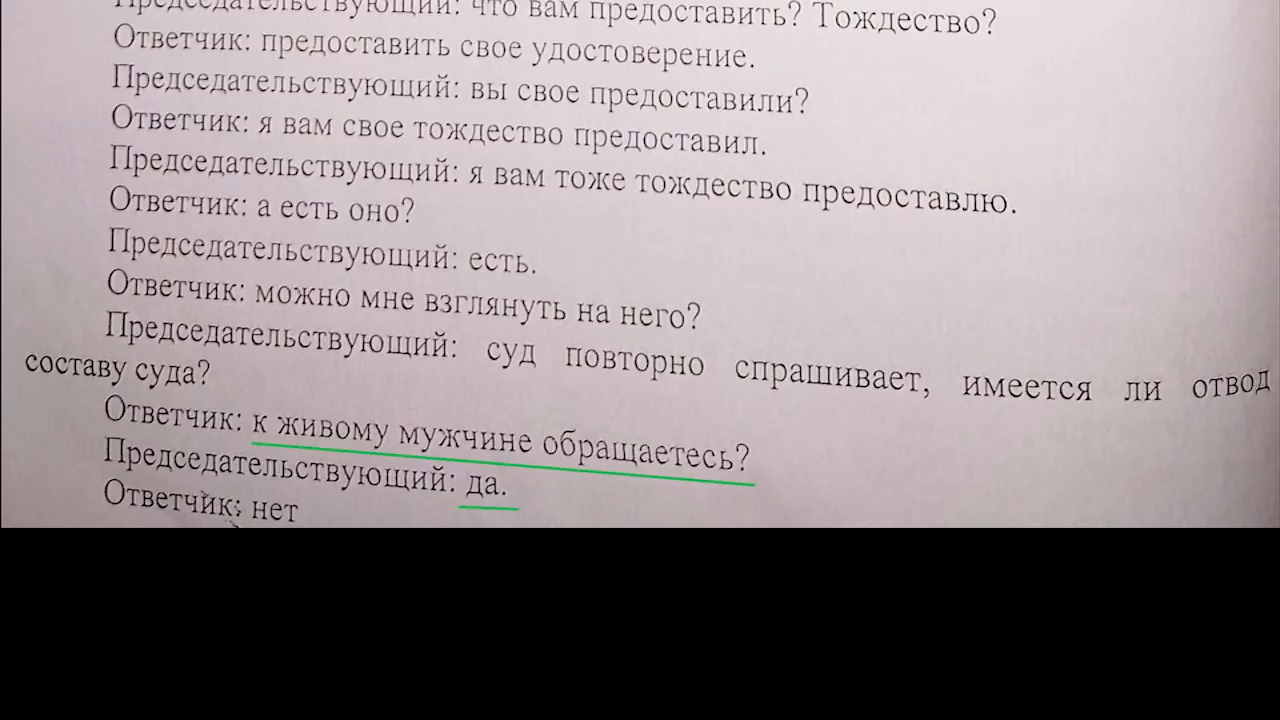 Председательствующий: что вам предоставить? Тождество?
Ответчик: предоставить свое удостоверение.
Председательствующий: вы свое предоставили?
Ответчик: я вам свое тождество предоставил.
Председательствующий: я вам тоже тождество предоставлю.
Ответчик: а есть оно?
Председательствующий: есть.
Ответчик: можно мне взглянуть на него?
Председательствующий: суд повторно спрашивает, имеется ли отвод
составу суда?
Ответчик: к живому мужчине обращаетесь?
Председательствующий: да.
Ответчик: нет